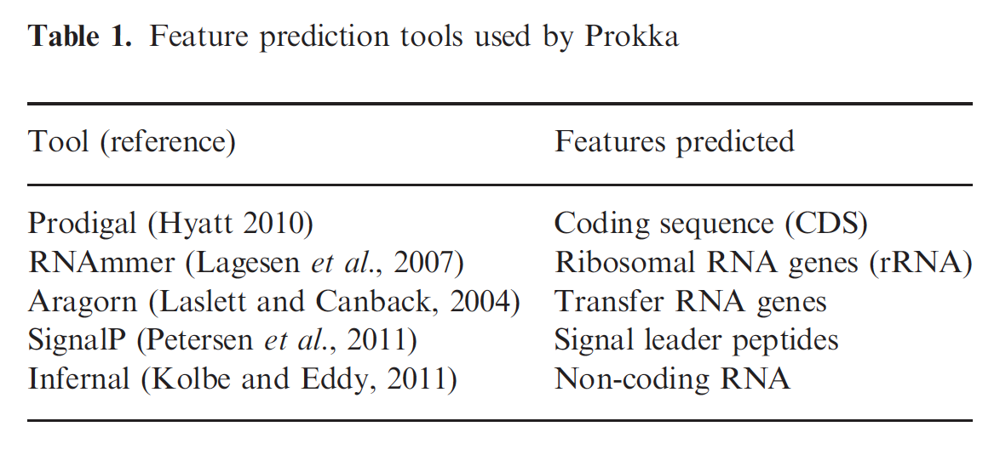 Table 1. Feature prediction tools used by Prokka
Tool (reference) Features predicted
Prodigal (Hyatt 2010) Coding sequence (CDS)
RNAmmer (Lagesen et al., 2007) Ribosomal RNA genes (rRNA)
Aragorn (Laslett and Canback, 2004) Transfer RNA genes
SignalP (Petersen et al., 2011) Signal leader peptides
Infernal (Kolbe and Eddy, 2011) Non-coding RNA